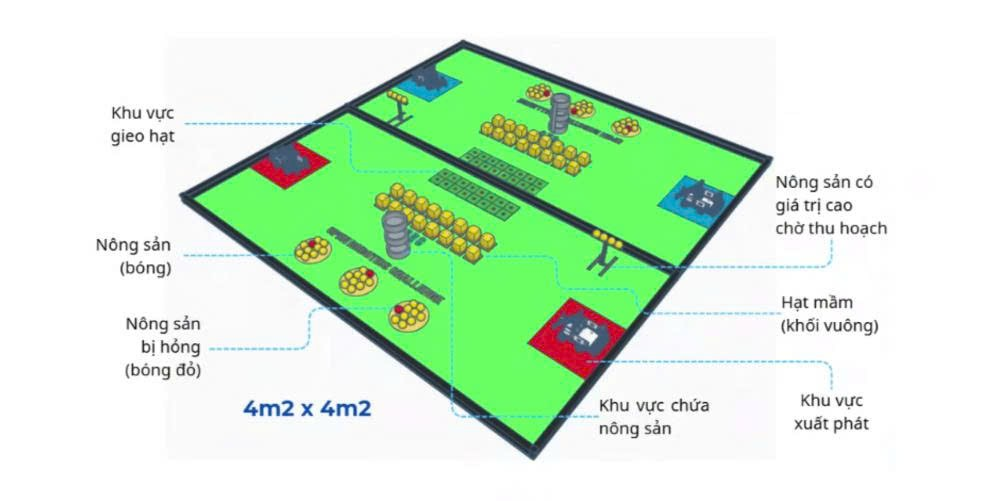 Khu vực
gieo hạt
Nông sản có
giá trị cao
chờ thu hoạch
Nông sản
(bóng)
Hạt mầm
(khối vuông)
Nông sản
bị hỏng
(bóng đỏ)
4m2 x 4m2
Khu vực chứa
nông sản
Khu vực
xuất phát